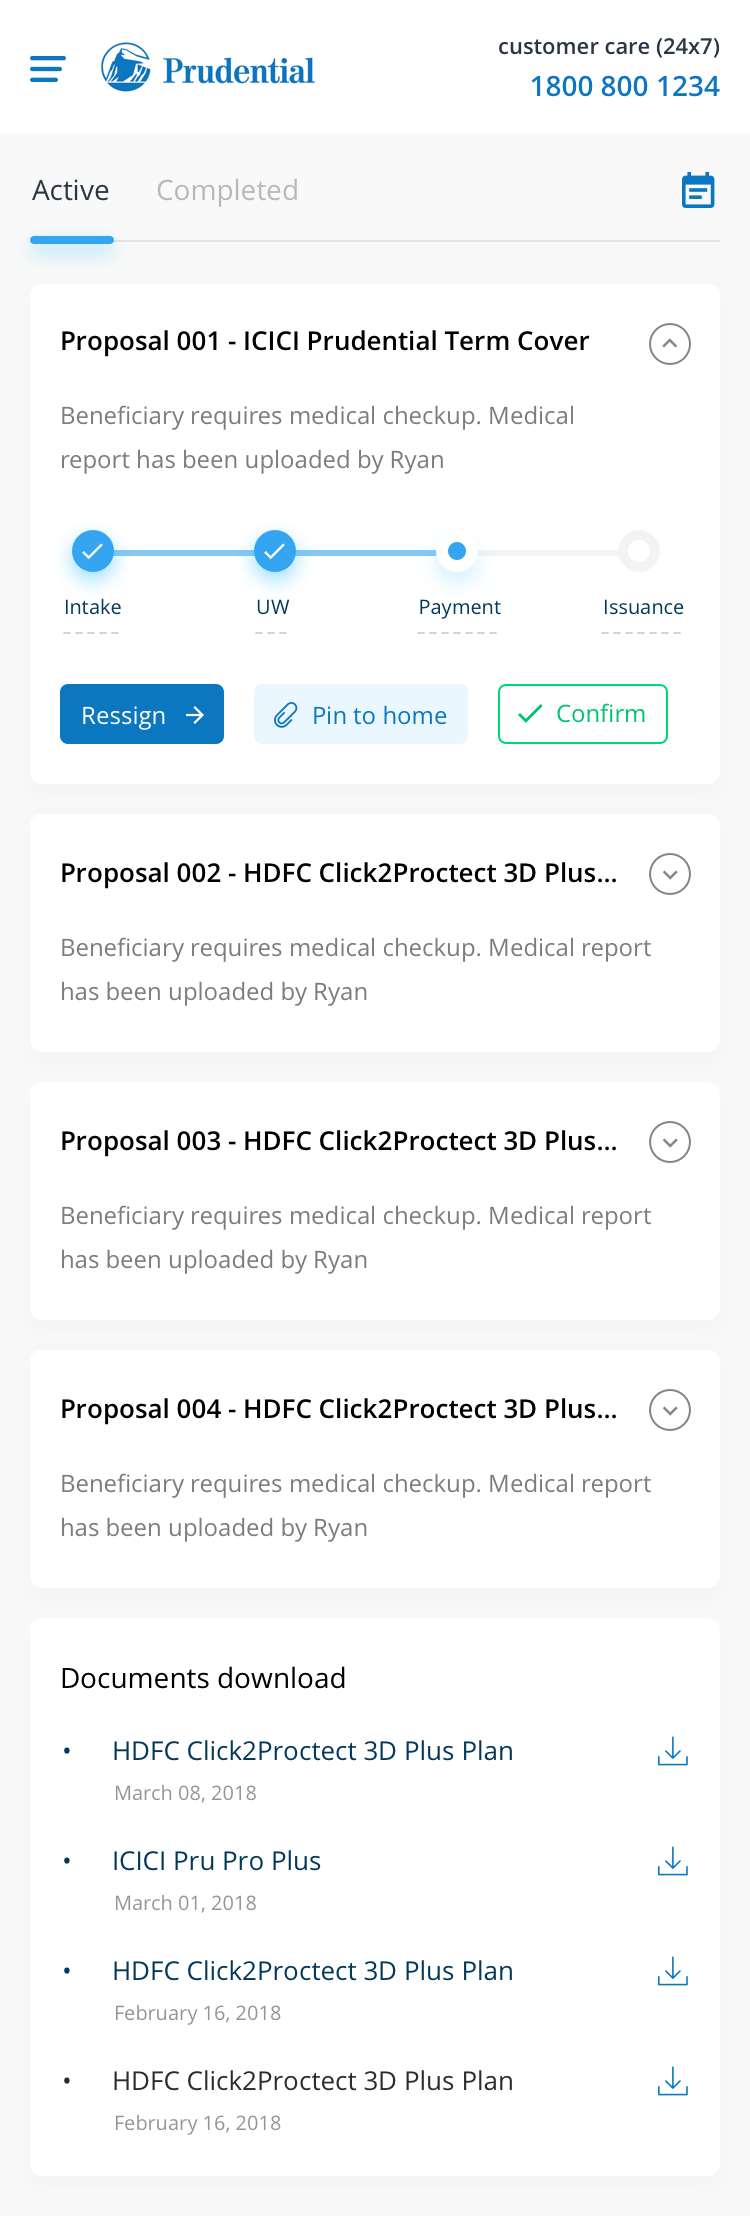 Prudential
customer care (24x7)
1800 800 1234
Active
Completed
Proposal 001 - ICICI Prudential Term Cover
Beneficiary requires medical checkup. Medical
report has been uploaded by Ryan
Intake
UW
Payment
Issuance
Ressign
Pin to home
Confirm
Proposal 002 - HDFC Click2Proctect 3D Plus...
Beneficiary requires medical checkup. Medical report
has been uploaded by Ryan
Proposal 003 - HDFC Click2Proctect 3D Plus...
Beneficiary requires medical checkup. Medical report
has been uploaded by Ryan
Proposal 004 - HDFC Click2Proctect 3D Plus...
Beneficiary requires medical checkup. Medical report
has been uploaded by Ryan
Documents download
• HDFC Click2Proctect 3D Plus Plan
March 08, 2018
• ICICI Pru Pro Plus
March 01, 2018
• HDFC Click2Proctect 3D Plus Plan
February 16, 2018
• HDFC Click2Proctect 3D Plus Plan
February 16, 2018